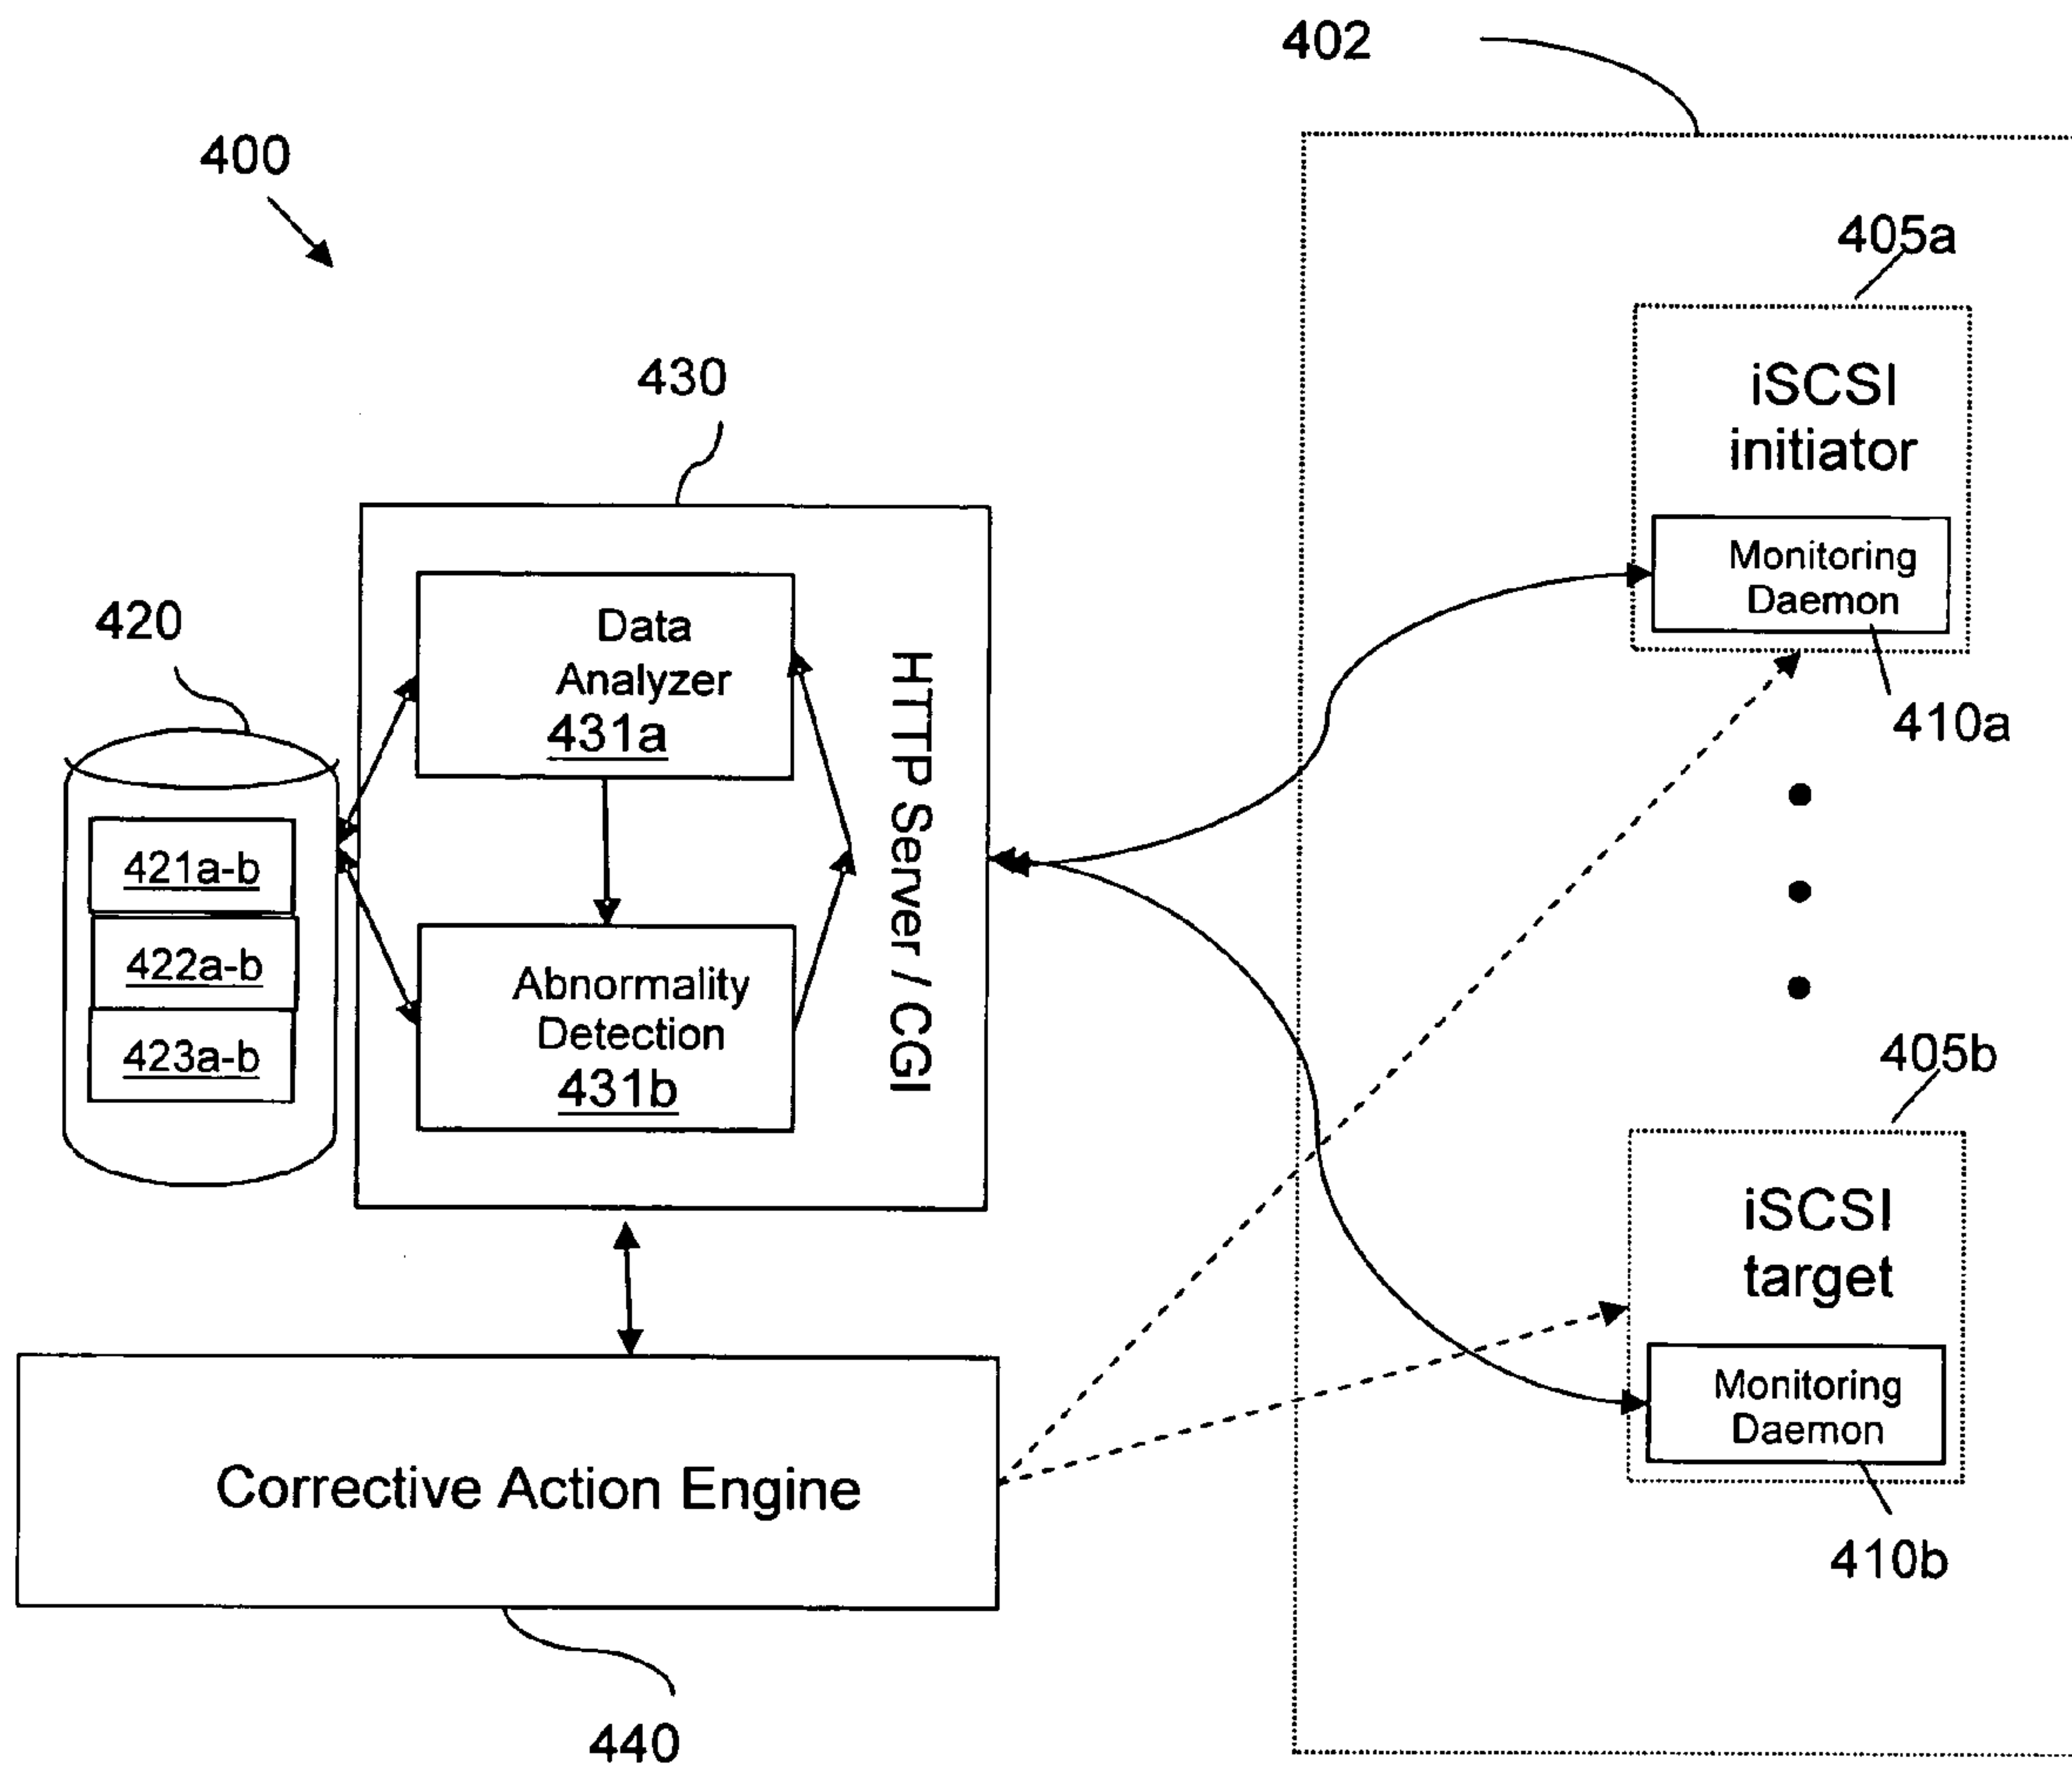 402
400
405a
iSCSI
initiator
Monitoring
Daemon
410a
430
420
Data
Analyzer
431a
HTTP Server / CGI
421a-b
422a-b
423a-b
Abnormality
Detection
431b
405b
iSCSI
target
Monitoring
Daemon
410b
Corrective Action Engine
440